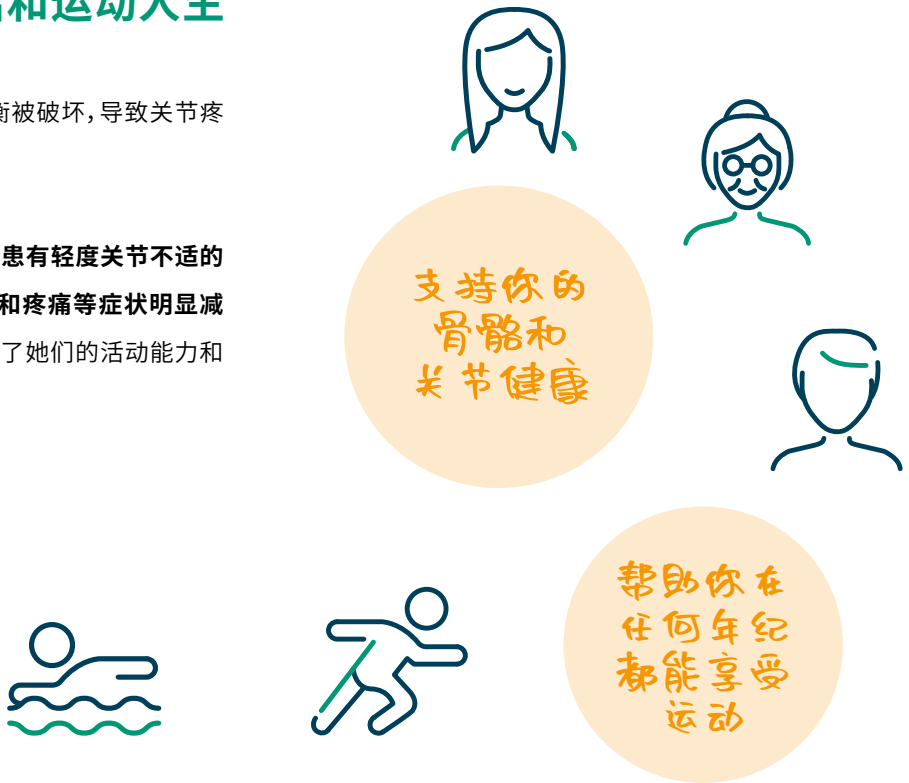 和运动人生
衡被破坏，导致关节疼
患有轻度关节不适的
和疼痛等症状明显减
了她们的活动能力和
支持你的
骨骼和
关节健康
帮助你在
任何年纪
都能享受
运动